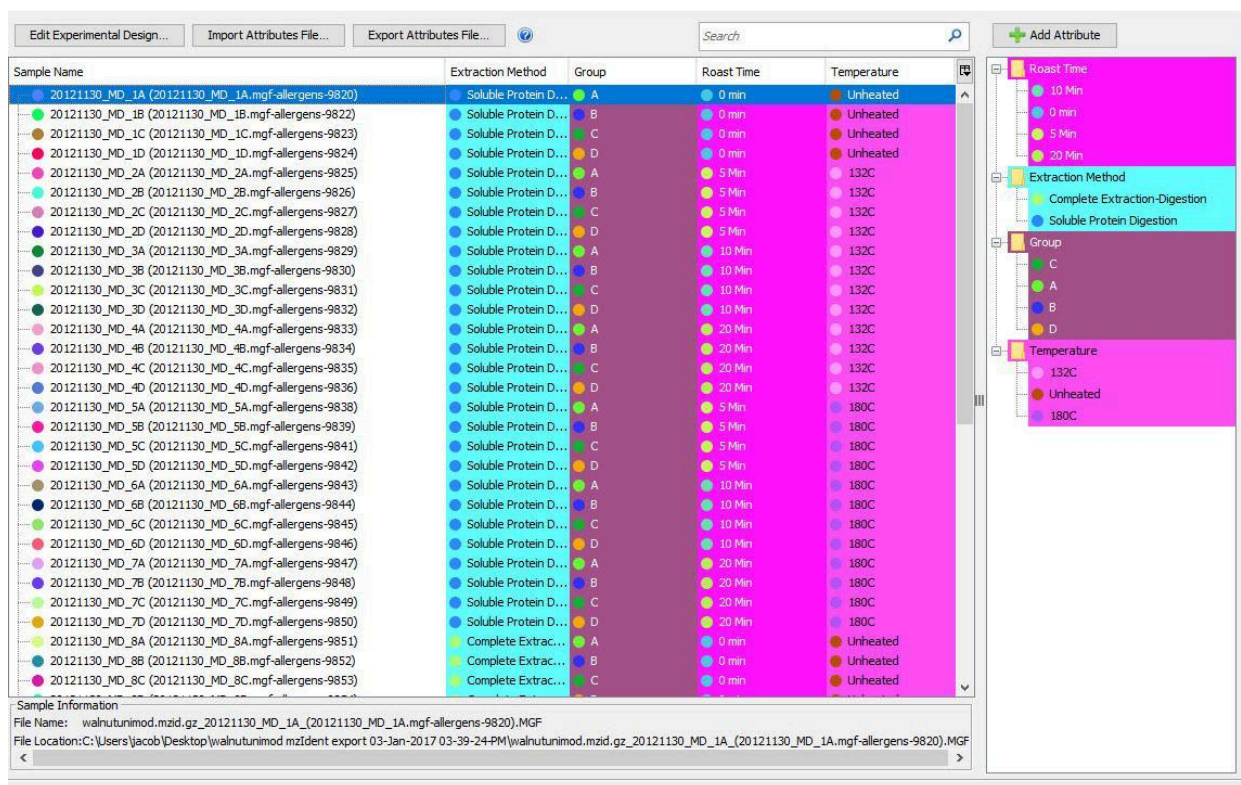 Edit Experimental Design... Import Attributes File... Export Attributes File... Search Add Attribute
Sample Name Extraction Method Group Roast Time Temperature
20121130_MD_1A (20121130_MD_1A.mgf-allergens-9820) Soluble Protein D... A 0 min Unheated
20121130_MD_1B (20121130_MD_1B.mgf-allergens-9822) Soluble Protein D... B 0 min Unheated
20121130_MD_1C (20121130_MD_1C.mgf-allergens-9823) Soluble Protein D... C 0 min Unheated
20121130_MD_1D (20121130_MD_1D.mgf-allergens-9824) Soluble Protein D... D 0 min Unheated
20121130_MD_2A (20121130_MD_2A.mgf-allergens-9825) Soluble Protein D... A 5 Min 132C
20121130_MD_2B (20121130_MD_2B.mgf-allergens-9826) Soluble Protein D... B 5 Min 132C
20121130_MD_2C (20121130_MD_2C.mgf-allergens-9827) Soluble Protein D... C 5 Min 132C
20121130_MD_2D (20121130_MD_2D.mgf-allergens-9828) Soluble Protein D... D 5 Min 132C
20121130_MD_3A (20121130_MD_3A.mgf-allergens-9829) Soluble Protein D... A 10 Min 132C
20121130_MD_3B (20121130_MD_3B.mgf-allergens-9830) Soluble Protein D... B 10 Min 132C
20121130_MD_3C (20121130_MD_3C.mgf-allergens-9831) Soluble Protein D... C 10 Min 132C
20121130_MD_3D (20121130_MD_3D.mgf-allergens-9832) Soluble Protein D... D 10 Min 132C
20121130_MD_4A (20121130_MD_4A.mgf-allergens-9833) Soluble Protein D... A 20 Min 132C
20121130_MD_4B (20121130_MD_4B.mgf-allergens-9834) Soluble Protein D... B 20 Min 132C
20121130_MD_4C (20121130_MD_4C.mgf-allergens-9835) Soluble Protein D... C 20 Min 132C
20121130_MD_4D (20121130_MD_4D.mgf-allergens-9836) Soluble Protein D... D 20 Min 132C
20121130_MD_5A (20121130_MD_5A.mgf-allergens-9838) Soluble Protein D... A 5 Min 180C
20121130_MD_5B (20121130_MD_5B.mgf-allergens-9839) Soluble Protein D... B 5 Min 180C
20121130_MD_5C (20121130_MD_5C.mgf-allergens-9841) Soluble Protein D... C 5 Min 180C
20121130_MD_5D (20121130_MD_5D.mgf-allergens-9842) Soluble Protein D... D 5 Min 180C
20121130_MD_6A (20121130_MD_6A.mgf-allergens-9843) Soluble Protein D... A 10 Min 180C
20121130_MD_6B (20121130_MD_6B.mgf-allergens-9844) Soluble Protein D... B 10 Min 180C
20121130_MD_6C (20121130_MD_6C.mgf-allergens-9845) Soluble Protein D... C 10 Min 180C
20121130_MD_6D (20121130_MD_6D.mgf-allergens-9846) Soluble Protein D... D 10 Min 180C
20121130_MD_7A (20121130_MD_7A.mgf-allergens-9847) Soluble Protein D... A 20 Min 180C
20121130_MD_7B (20121130_MD_7B.mgf-allergens-9848) Soluble Protein D... B 20 Min 180C
20121130_MD_7C (20121130_MD_7C.mgf-allergens-9849) Soluble Protein D... C 20 Min 180C
20121130_MD_7D (20121130_MD_7D.mgf-allergens-9850) Soluble Protein D... D 20 Min 180C
20121130_MD_8A (20121130_MD_8A.mgf-allergens-9851) Complete Extrac... A 0 min Unheated
20121130_MD_8B (20121130_MD_8B.mgf-allergens-9852) Complete Extrac... B 0 min Unheated
20121130_MD_8C (20121130_MD_8C.mgf-allergens-9853) Complete Extrac... C 0 min Unheated
Sample Information
File Name: walnutunimod.mzid.gz_20121130_MD_1A_(20121130_MD_1A.mgf-allergens-9820).MGF
File Location:C:\Users\jacob\Desktop\walnutunimod mzIdent export 03-Jan-2017 03-39-24-PM\walnutunimod.mzid.gz_20121130_MD_1A_(20121130_MD_1A.mgf-allergens-9820).MGF
Roast Time
10 Min
0 min
5 Min
20 Min
Extraction Method
Complete Extraction-Digestion
Soluble Protein Digestion
Group
C
A
B
D
Temperature
132C
Unheated
180C